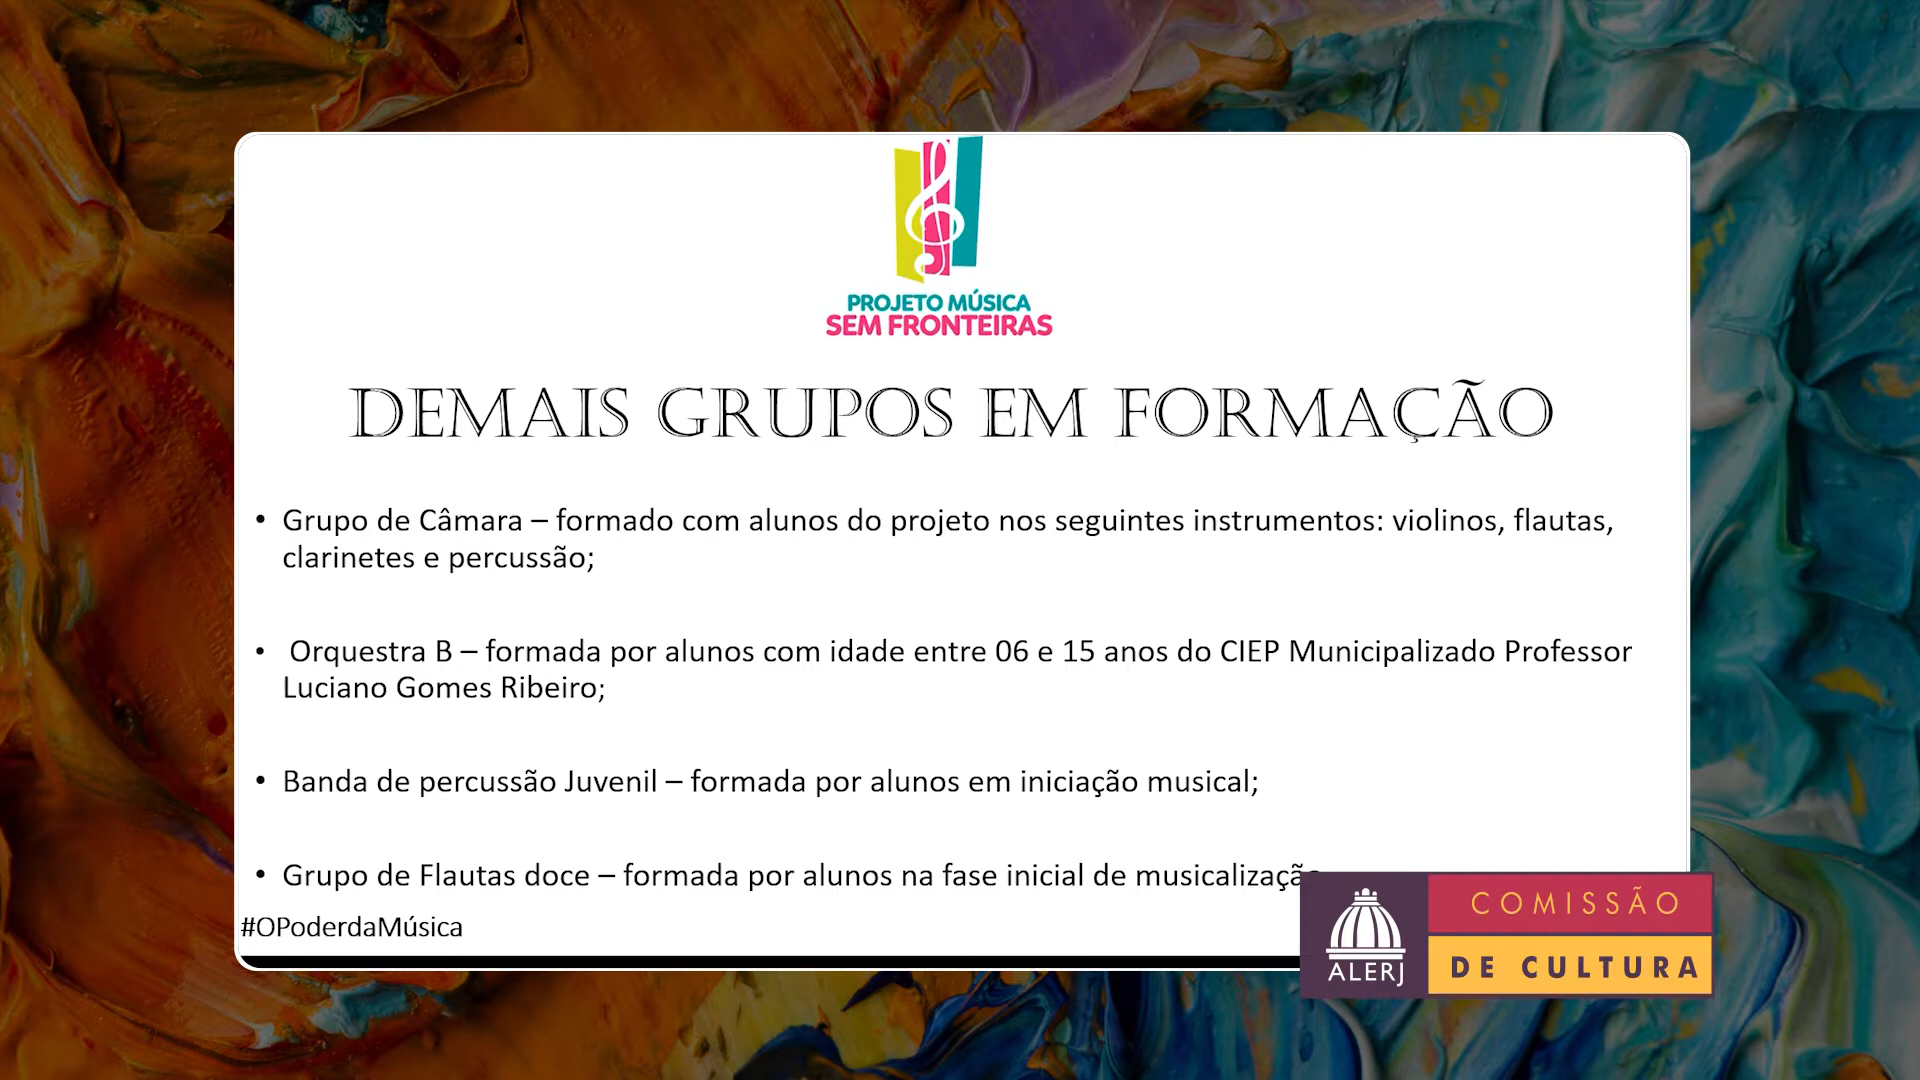 PROJETO MÚSICA
SEM FRONTEIRAS
DEMAIS GRUPOS EM FORMAÇÃO
• Grupo de Câmara – formado com alunos do projeto nos seguintes instrumentos: violinos, flautas,
clarinetes e percussão;
• Orquestra B – formada por alunos com idade entre 06 e 15 anos do CIEP Municipalizado Professor
Luciano Gomes Ribeiro;
• Banda de percussão Juvenil – formada por alunos em iniciação musical;
• Grupo de Flautas doce – formada por alunos na fase inicial de
#OPoderdaMúsica
COMISSÃO
DE CULTURA
ALERJ